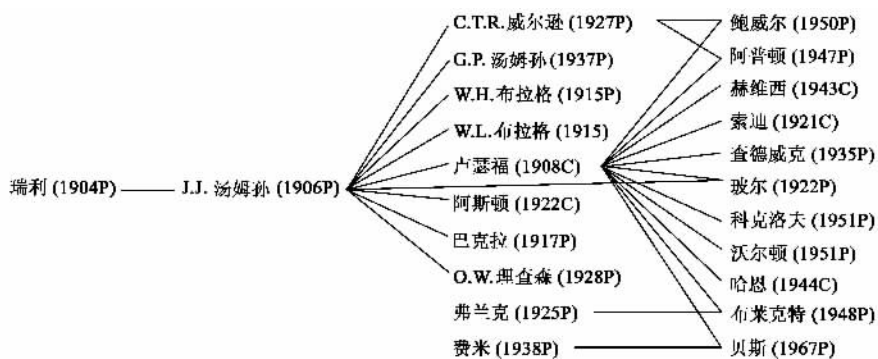 C.T.R.威尔逊 (1927P)
G.P. 汤姆孙 (1937P)
W.H.布拉格 (1915P)
W.L.布拉格 (1915)
卢瑟福 (1908C)
瑞利 (1904P)
J.J. 汤姆孙 (1906P)
阿斯顿 (1922C)
巴克拉 (1917P)
O.W.理查森 (1928P)
弗兰克 (1925P)
费米 (1938P)
鲍威尔 (1950P)
阿普顿 (1947P)
赫维西 (1943C)
索迪 (1921C)
查德威克 (1935P)
玻尔 (1922P)
科克洛夫 (1951P)
沃尔顿 (1951P)
哈恩 (1944C)
布莱克特 (1948P)
贝斯 (1967P)